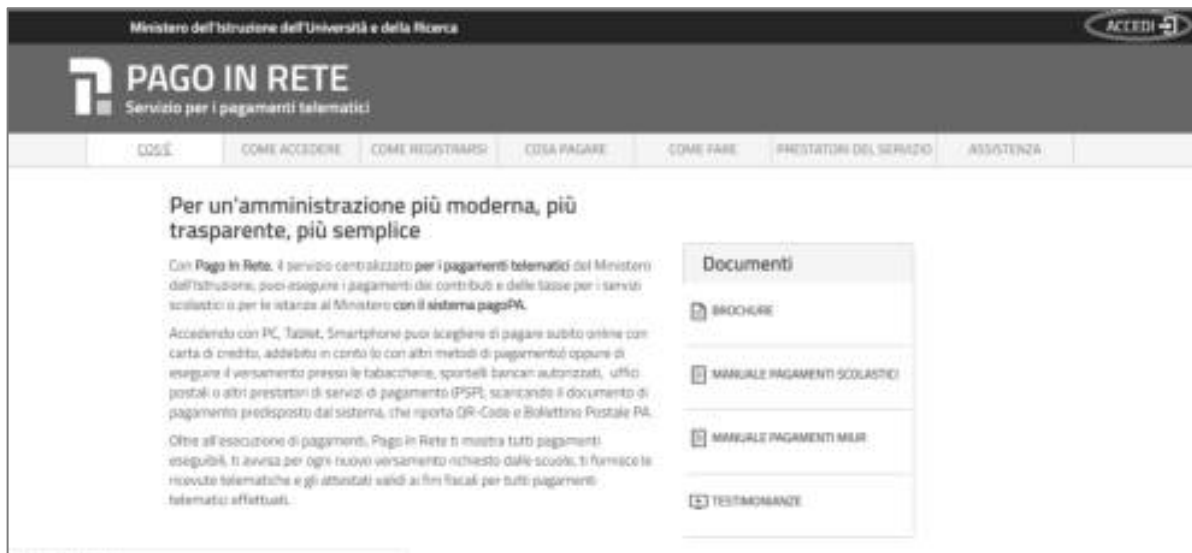 Ministero dell'Istruzione dell'Università e della Ricerca
ACCEDI
PAGO IN RETE
Servizio per i pagamenti telematici
COS'È
COME ACCEDERE
COME REGISTRARSI
COSA PAGARE
COME FARE
PRESTATORI DEL SERVIZIO
ASSISTENZA
Per un'amministrazione più moderna, più
trasparente, più semplice
Con Pago In Rete, il servizio centralizzato per i pagamenti telematici del Ministero
dell'Istruzione, puoi eseguire i pagamenti dei contributi e delle tasse per i servizi
scolastici o per le istanze al Ministero con il sistema pagoPA.
Accedendo con PC, Tablet, Smartphone puoi scegliere di pagare subito online con
carta di credito, addebito in conto (o con altri metodi di pagamento) oppure di
eseguire il versamento presso le tabaccherie, sportelli bancari autorizzati, uffici
postali o altri prestatori di servizi di pagamento (PSP), scaricando il documento di
pagamento predisposto dal sistema, che riporta QR-Code e Bollettino Postale PA.
Oltre all'esecuzione di pagamenti, Pago in Rete ti mostra tutti pagamenti
eseguibili, ti avvisa per ogni nuovo versamento richiesto dalle scuole, ti fornisce le
ricevute telematiche e gli attestati validi ai fini fiscali per tutti pagamenti
telematici effettuati.
Documenti
BROCHURE
MANUALE PAGAMENTI SCOLASTICI
MANUALE PAGAMENTI MIUR
TESTIMONIANZE